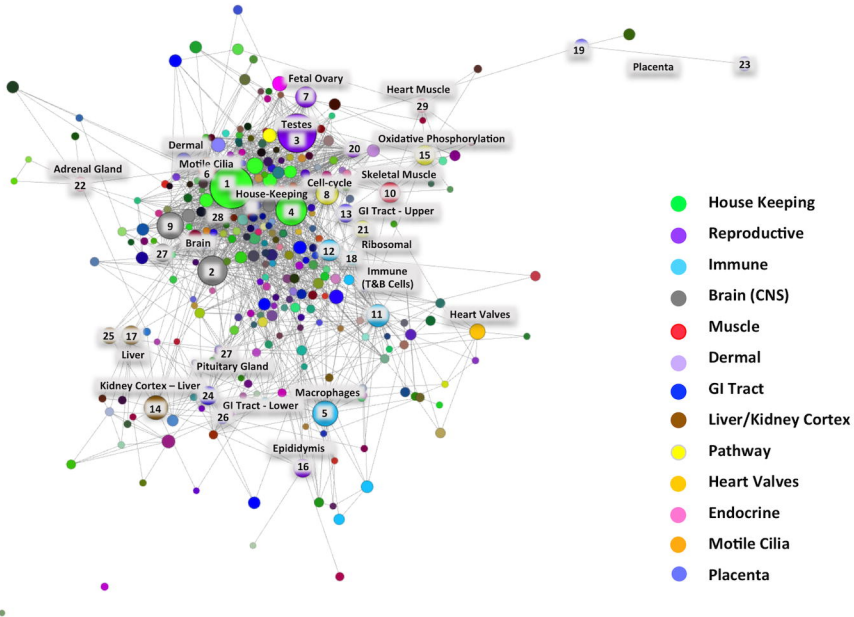 19
Placenta
23
Fetal Ovary
7
Heart Muscle
29
Testes
3
Oxidative Phosphorylation
Dermal
20
15
Motile Cilia
Adrenal Gland
22
6
1
Skeletal Muscle
Cell-cycle
8
10
House-Keeping
4
13
GI Tract - Upper
28
9
21
Ribosomal
Brain
27
12
18
2
Immune
(T&B Cells)
11
Heart Valves
25
17
Liver
27
Pituitary Gland
Kidney Cortex – Liver
24
Macrophages
14
GI Tract - Lower
26
5
Epididymis
16
House Keeping
Reproductive
Immune
Brain (CNS)
Muscle
Dermal
GI Tract
Liver/Kidney Cortex
Pathway
Heart Valves
Endocrine
Motile Cilia
Placenta